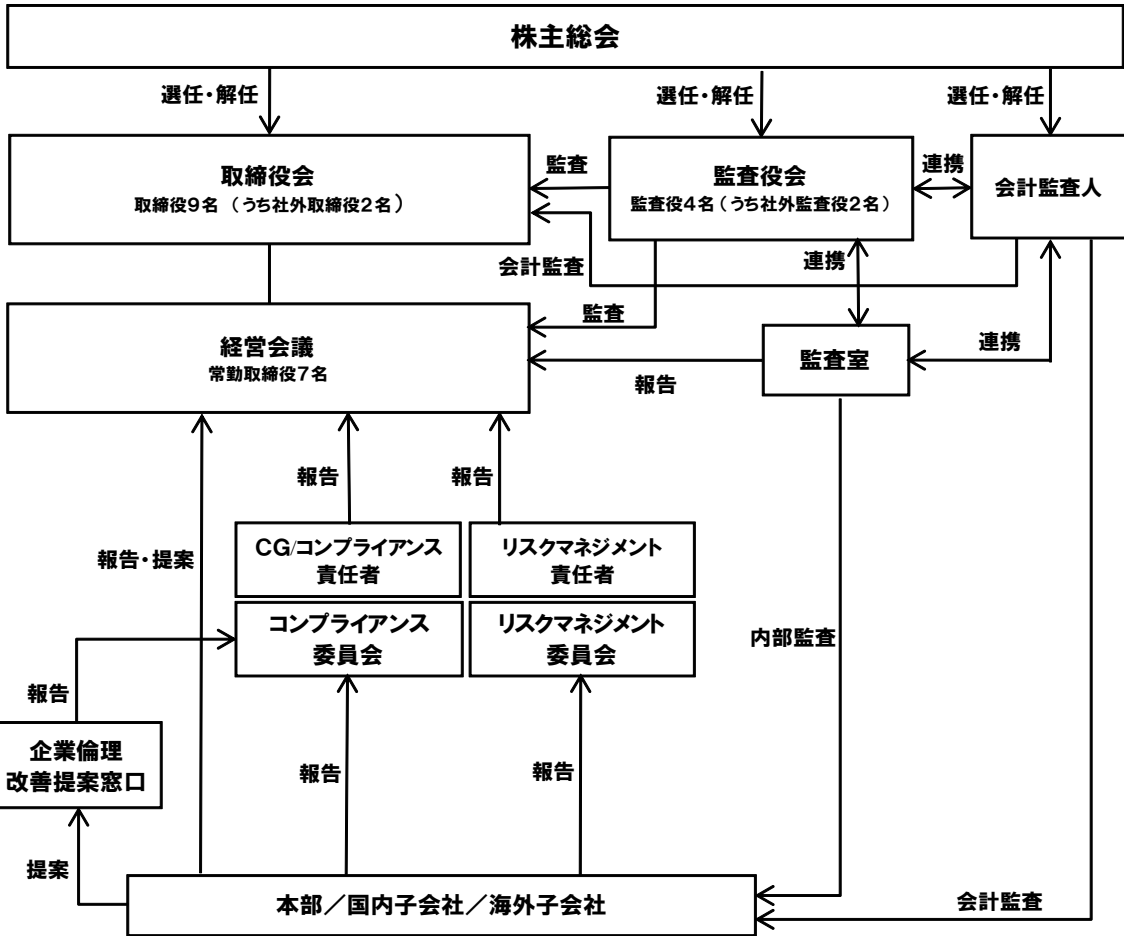 株主総会
選任・解任
選任・解任
選任・解任
取締役会
取締役9名 (うち社外取締役2名)
監査
監査役会
監査役4名(うち社外監査役2名)
連携
会計監査人
会計監査
連携
監査
経営会議
常勤取締役7名
報告
監査室
連携
報告
報告
報告・提案
CG/コンプライアンス
責任者
リスクマネジメント
責任者
コンプライアンス
委員会
リスクマネジメント
委員会
内部監査
報告
企業倫理
改善提案窓口
報告
報告
提案
本部/国内子会社/海外子会社
会計監査